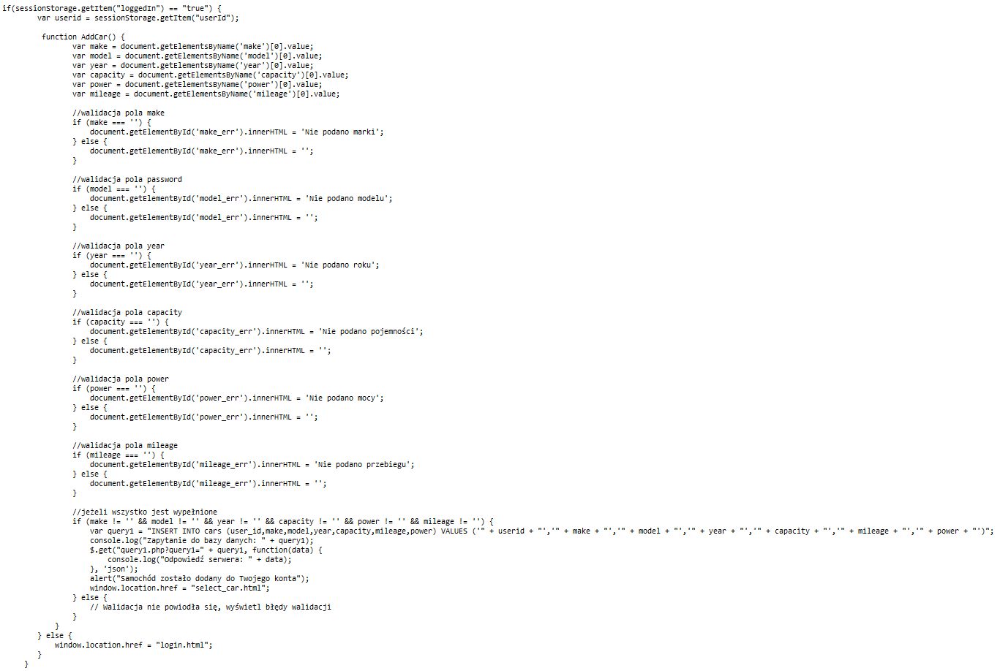 if(sessionStorage.getItem("loggedIn") == "true") {
var userid = sessionStorage.getItem("userId");
function AddCar() {
var make = document.getElementsByName('make')[0].value;
var model = document.getElementsByName('model')[0].value;
var year = document.getElementsByName('year')[0].value;
var capacity = document.getElementsByName('capacity')[0].value;
var power = document.getElementsByName('power')[0].value;
var mileage = document.getElementsByName('mileage')[0].value;
//walidacja pola make
if (make === '') {
document.getElementById('make_err').innerHTML = 'Nie podano marki';
} else {
document.getElementById('make_err').innerHTML = '';
}
//walidacja pola password
if (model === '') {
document.getElementById('model_err').innerHTML = 'Nie podano modelu';
} else {
document.getElementById('model_err').innerHTML = '';
}
//walidacja pola year
if (year === '') {
document.getElementById('year_err').innerHTML = 'Nie podano roku';
} else {
document.getElementById('year_err').innerHTML = '';
}
//walidacja pola capacity
if (capacity === '') {
document.getElementById('capacity_err').innerHTML = 'Nie podano pojemności';
} else {
document.getElementById('capacity_err').innerHTML = '';
}
//walidacja pola power
if (power === '') {
document.getElementById('power_err').innerHTML = 'Nie podano mocy';
} else {
document.getElementById('power_err').innerHTML = '';
}
//walidacja pola mileage
if (mileage === '') {
document.getElementById('mileage_err').innerHTML = 'Nie podano przebiegu';
} else {
document.getElementById('mileage_err').innerHTML = '';
}
//jeżeli wszystko jest wypełnione
if (make != '' && model != '' && year != '' && capacity != '' && power != '' && mileage != '') {
var query1 = "INSERT INTO cars (user_id,make,model,year,capacity,mileage,power) VALUES ('" + userid + "','" + make + "','" + model + "','" + year + "','" + capacity + "','" + mileage + "','" + power + "')";
console.log("Zapytanie do bazy danych: " + query1);
$.get("query1.php?query1=" + query1, function(data) {
console.log("Odpowiedź serwera: " + data);
}, 'json');
alert("Samochód zostało dodany do Twojego konta");
window.location.href = "select_car.html";
} else {
// Walidacja nie powiodła się, wyświetl błędy walidacji
}
}
} else {
window.location.href = "login.html";
}
}